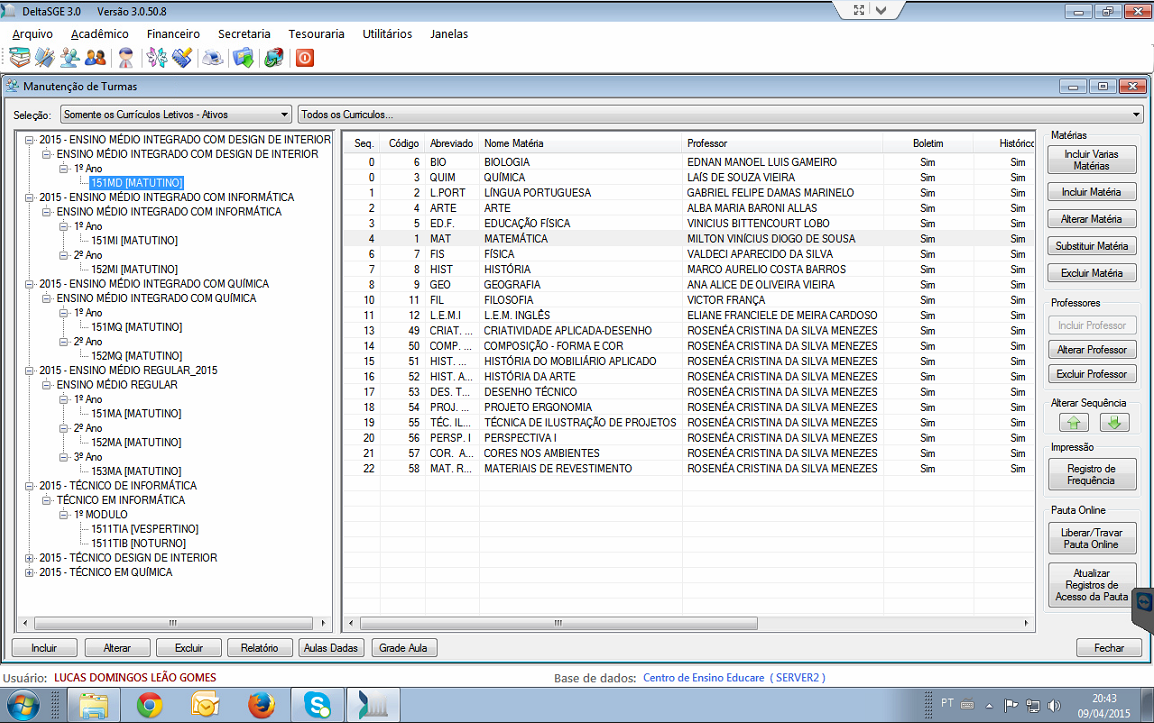 DeltaSGE 3.0 Versão 3.0.50.8
Arquivo Acadêmico Financeiro Secretaria Tesouraria Utilitários Janelas
Manutenção de Turmas
Seleção: Somente os Currículos Letivos - Ativos Todos os Curriculos...
2015 - ENSINO MÉDIO INTEGRADO COM DESIGN DE INTERIOR
ENSINO MÉDIO INTEGRADO COM DESIGN DE INTERIOR
1º Ano
151MD [MATUTINO]
2015 - ENSINO MÉDIO INTEGRADO COM INFORMÁTICA
ENSINO MÉDIO INTEGRADO COM INFORMÁTICA
1º Ano
151MI [MATUTINO]
2º Ano
152MI [MATUTINO]
2015 - ENSINO MÉDIO INTEGRADO COM QUÍMICA
ENSINO MÉDIO INTEGRADO COM QUÍMICA
1º Ano
151MQ [MATUTINO]
2º Ano
152MQ [MATUTINO]
2015 - ENSINO MÉDIO REGULAR_2015
ENSINO MÉDIO REGULAR
1º Ano
151MA [MATUTINO]
2º Ano
152MA [MATUTINO]
3º Ano
153MA [MATUTINO]
2015 - TÉCNICO DE INFORMÁTICA
TÉCNICO EM INFORMÁTICA
1º MODULO
1511TIA [VESPERTINO]
1511TIB [NOTURNO]
2015 - TÉCNICO DESIGN DE INTERIOR
2015 - TÉCNICO EM QUÍMICA
Seq. Código Abreviado Nome Matéria Professor Boletim Históricc
0 6 BIO BIOLOGIA EDNAN MANOEL LUIS GAMEIRO Sim Sim
0 3 QUIM QUÍMICA LAÍS DE SOUZA VIEIRA Sim Sim
1 2 L.PORT LÍNGUA PORTUGUESA GABRIEL FELIPE DAMAS MARINELO Sim Sim
2 4 ARTE ARTE ALBA MARIA BARONI ALLAS Sim Sim
3 5 ED.F. EDUCAÇÃO FÍSICA VINICIUS BITTENCOURT LOBO Sim Sim
4 1 MAT MATEMÁTICA MILTON VINÍCIUS DIOGO DE SOUSA Sim Sim
6 7 FIS FÍSICA VALDECI APARECIDO DA SILVA Sim Sim
7 8 HIST HISTÓRIA MARCO AURELIO COSTA BARROS Sim Sim
8 9 GEO GEOGRAFIA ANA ALICE DE OLIVEIRA VIEIRA Sim Sim
10 11 FIL FILOSOFIA VICTOR FRANÇA Sim Sim
11 12 L.E.M.I L.E.M. INGLÊS ELIANE FRANCIELE DE MEIRA CARDOSO Sim Sim
13 49 CRIAT. ... CRIATIVIDADE APLICADA-DESENHO ROSENÉA CRISTINA DA SILVA MENEZES Sim Sim
14 50 COMP. ... COMPOSIÇÃO - FORMA E COR ROSENÉA CRISTINA DA SILVA MENEZES Sim Sim
15 51 HIST. ... HISTÓRIA DO MOBILIÁRIO APLICADO ROSENÉA CRISTINA DA SILVA MENEZES Sim Sim
16 52 HIST. A... HISTÓRIA DA ARTE ROSENÉA CRISTINA DA SILVA MENEZES Sim Sim
17 53 DES. T... DESENHO TÉCNICO ROSENÉA CRISTINA DA SILVA MENEZES Sim Sim
18 54 PROJ. ... PROJETO ERGONOMIA ROSENÉA CRISTINA DA SILVA MENEZES Sim Sim
19 55 TÉC. IL... TÉCNICA DE ILUSTRAÇÃO DE PROJETOS ROSENÉA CRISTINA DA SILVA MENEZES Sim Sim
20 56 PERSP. I PERSPECTIVA I ROSENÉA CRISTINA DA SILVA MENEZES Sim Sim
21 57 COR. A... CORES NOS AMBIENTES ROSENÉA CRISTINA DA SILVA MENEZES Sim Sim
22 58 MAT. R... MATERIAIS DE REVESTIMENTO ROSENÉA CRISTINA DA SILVA MENEZES Sim Sim
Matérias
Incluir Varias
Matérias
Incluir Matéria
Alterar Matéria
Substituir Matéria
Excluir Matéria
Professores
Incluir Professor
Alterar Professor
Excluir Professor
Alterar Sequência
Impressão
Registro de
Frequência
Pauta Online
Liberar/Travar
Pauta Online
Atualizar
Registros de
Acesso da Pauta
Incluir Alterar Excluir Relatório Aulas Dadas Grade Aula Fechar
Usuário: LUCAS DOMINGOS LEÃO GOMES Base de dados: Centro de Ensino Educare ( SERVER2 )
PT 20:43
09/04/2015